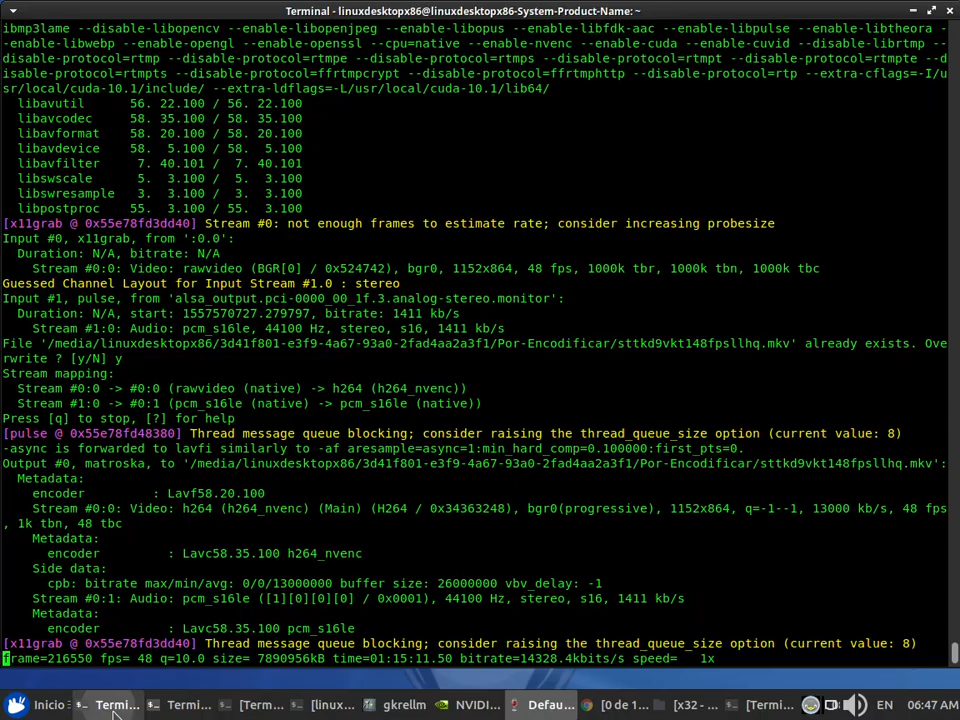 Terminal - linuxdesktopx86@linuxdesktopx86-System-Product-Name: ~
ibmp3lame --disable-libopencv --enable-libopenjpeg --enable-libopus --enable-libfdk-aac --enable-libpulse --enable-libtheora -
-enable-libwebp --enable-opengl --enable-openssl --cpu=native --enable-nvenc --enable-cuda --enable-cuvid --disable-librtmp --
disable-protocol=rtmp --disable-protocol=rtmpe --disable-protocol=rtmps --disable-protocol=rtmpt --disable-protocol=rtmpte --d
isable-protocol=rtmpts --disable-protocol=ffrtmpcrypt --disable-protocol=ffrtmphttp --disable-protocol=rtp --extra-cflags=-I/u
sr/local/cuda-10.1/include/ --extra-ldflags=-L/usr/local/cuda-10.1/lib64/
libavutil      56. 22.100 / 56. 22.100
libavcodec     58. 35.100 / 58. 35.100
libavformat    58. 20.100 / 58. 20.100
libavdevice    58.  5.100 / 58.  5.100
libavfilter     7. 40.101 /  7. 40.101
libswscale      5.  3.100 /  5.  3.100
libswresample   3.  3.100 /  3.  3.100
libpostproc    55.  3.100 / 55.  3.100
[x11grab @ 0x55e78fd3dd40] Stream #0: not enough frames to estimate rate; consider increasing probesize
Input #0, x11grab, from ':0.0':
Duration: N/A, bitrate: N/A
Stream #0:0: Video: rawvideo (BGR[0] / 0x524742), bgr0, 1152x864, 48 fps, 1000k tbr, 1000k tbn, 1000k tbc
Guessed Channel Layout for Input Stream #1.0 : stereo
Input #1, pulse, from 'alsa_output.pci-0000_00_1f.3.analog-stereo.monitor':
Duration: N/A, start: 1557570727.279797, bitrate: 1411 kb/s
Stream #1:0: Audio: pcm_s16le, 44100 Hz, stereo, s16, 1411 kb/s
File '/media/linuxdesktopx86/3d41f801-e3f9-4a67-93a0-2fad4aa2a3f1/Por-Encodificar/sttkd9vkt148fpsllhq.mkv' already exists. Ove
rwrite ? [y/N] y
Stream mapping:
Stream #0:0 -> #0:0 (rawvideo (native) -> h264 (h264_nvenc))
Stream #1:0 -> #0:1 (pcm_s16le (native) -> pcm_s16le (native))
Press [q] to stop, [?] for help
[pulse @ 0x55e78fd48380] Thread message queue blocking; consider raising the thread_queue_size option (current value: 8)
-async is forwarded to lavfi similarly to -af aresample=async=1:min_hard_comp=0.100000:first_pts=0.
Output #0, matroska, to '/media/linuxdesktopx86/3d41f801-e3f9-4a67-93a0-2fad4aa2a3f1/Por-Encodificar/sttkd9vkt148fpsllhq.mkv':
Metadata:
encoder         : Lavf58.20.100
Stream #0:0: Video: h264 (h264_nvenc) (Main) (H264 / 0x34363248), bgr0(progressive), 1152x864, q=-1--1, 13000 kb/s, 48 fps
, 1k tbn, 48 tbc
Metadata:
encoder         : Lavc58.35.100 h264_nvenc
Side data:
cpb: bitrate max/min/avg: 0/0/13000000 buffer size: 26000000 vbv_delay: -1
Stream #0:1: Audio: pcm_s16le ([1][0][0][0] / 0x0001), 44100 Hz, stereo, s16, 1411 kb/s
Metadata:
encoder         : Lavc58.35.100 pcm_s16le
[x11grab @ 0x55e78fd3dd40] Thread message queue blocking; consider raising the thread_queue_size option (current value: 8)
frame=216550 fps= 48 q=10.0 size= 7890956kB time=01:15:11.50 bitrate=14328.4kbits/s speed=   1x
Inicio Termi... Termi... [Term... [linux... gkrellm NVIDI... Defau... [0 de 1... [x32 - ... [Termi... EN 06:47 AM